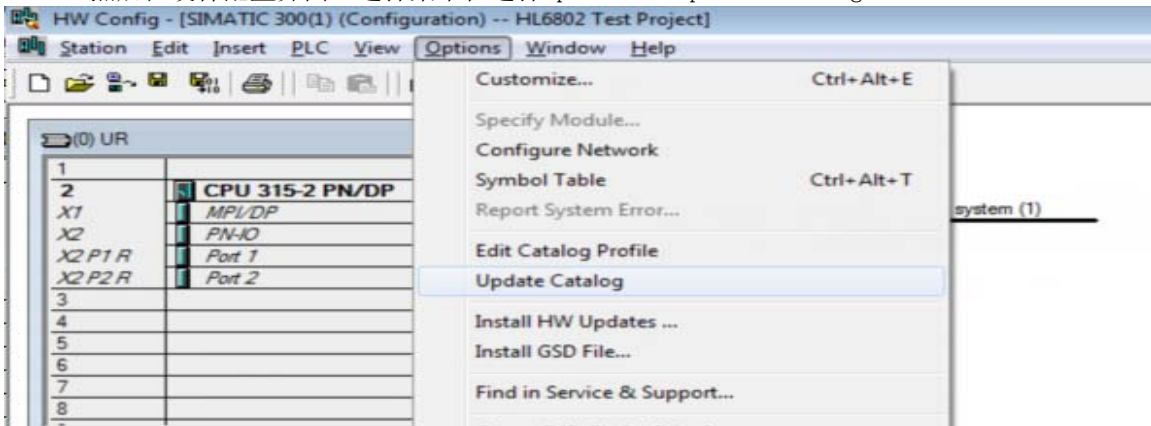 HW Config - [SIMATIC 300(1) (Configuration) -- HL6802 Test Project]
Station Edit Insert PLC View Options Window Help
Customize... Ctrl+Alt+E
Specify Module...
Configure Network
Symbol Table Ctrl+Alt+T
Report System Error...
Edit Catalog Profile
Update Catalog
Install HW Updates ...
Install GSD File...
Find in Service & Support...
(0) UR
1
2 CPU 315-2 PN/DP
X1 MPI/DP
X2 PN-IO
X2 P1 R Port 1
X2 P2 R Port 2
3
4
5
6
7
8
system (1)